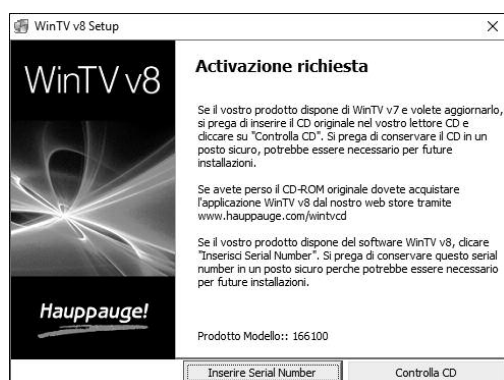 WinTV v8 Setup
WinTV v8
Hauppauge!
Activazione richiesta
Se il vostro prodotto dispone di WinTV v7 e volete aggiornarlo,
si prega di inserire il CD originale nel vostro lettore CD e
cliccare su "Controlla CD". Si prega di conservare il CD in un
posto sicuro, potrebbe essere necessario per future
installazioni.
Se avete perso il CD-ROM originale dovete acquistare
l'applicazione WinTV v8 dal nostro web store tramite
www.hauppauge.com/wintvcd
Se il vostro prodotto dispone del software WinTV v8, clicare
"Inserisci Serial Number". Si prega di conservare questo serial
number in un posto sicuro perche potrebbe essere necessario
per future installazioni.
Prodotto Modello:: 166100
Inserire Serial Number
Controlla CD